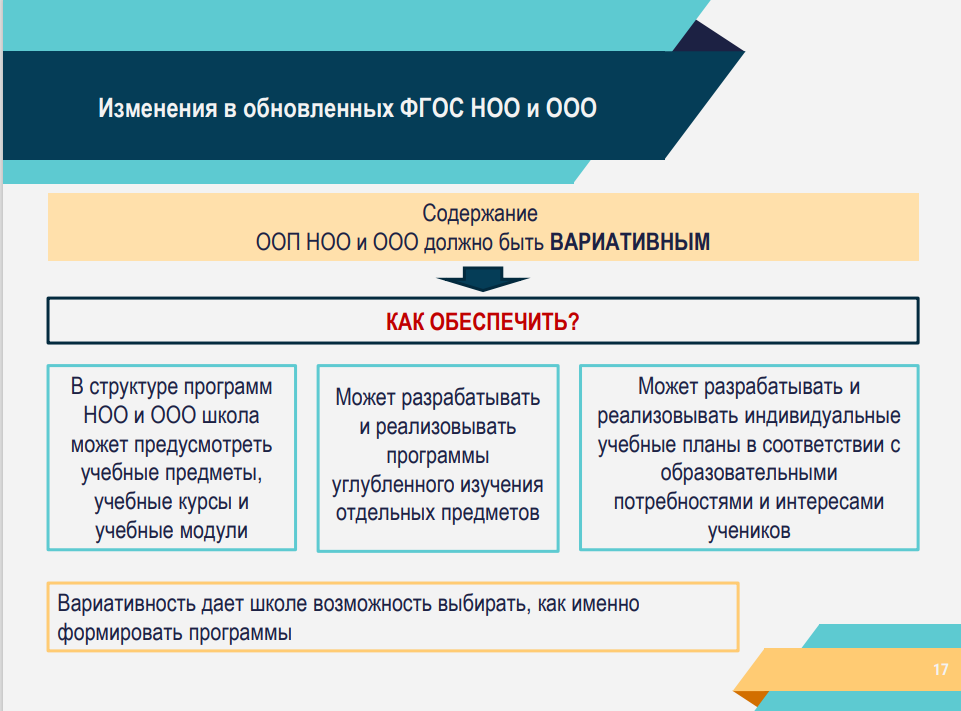 Изменения в обновленных ФГОС НОО и ООО
Содержание
ООП НОО и ООО должно быть ВАРИАТИВНЫМ
КАК ОБЕСПЕЧИТЬ?
В структуре программ
НОО и ООО школа
может предусмотреть
учебные предметы,
учебные курсы и
учебные модули
Может разрабатывать
и реализовывать
программы
углубленного изучения
отдельных предметов
Может разрабатывать и
реализовывать индивидуальные
учебные планы в соответствии с
образовательными
потребностями и интересами
учеников
Вариативность дает школе возможность выбирать, как именно
формировать программы
17